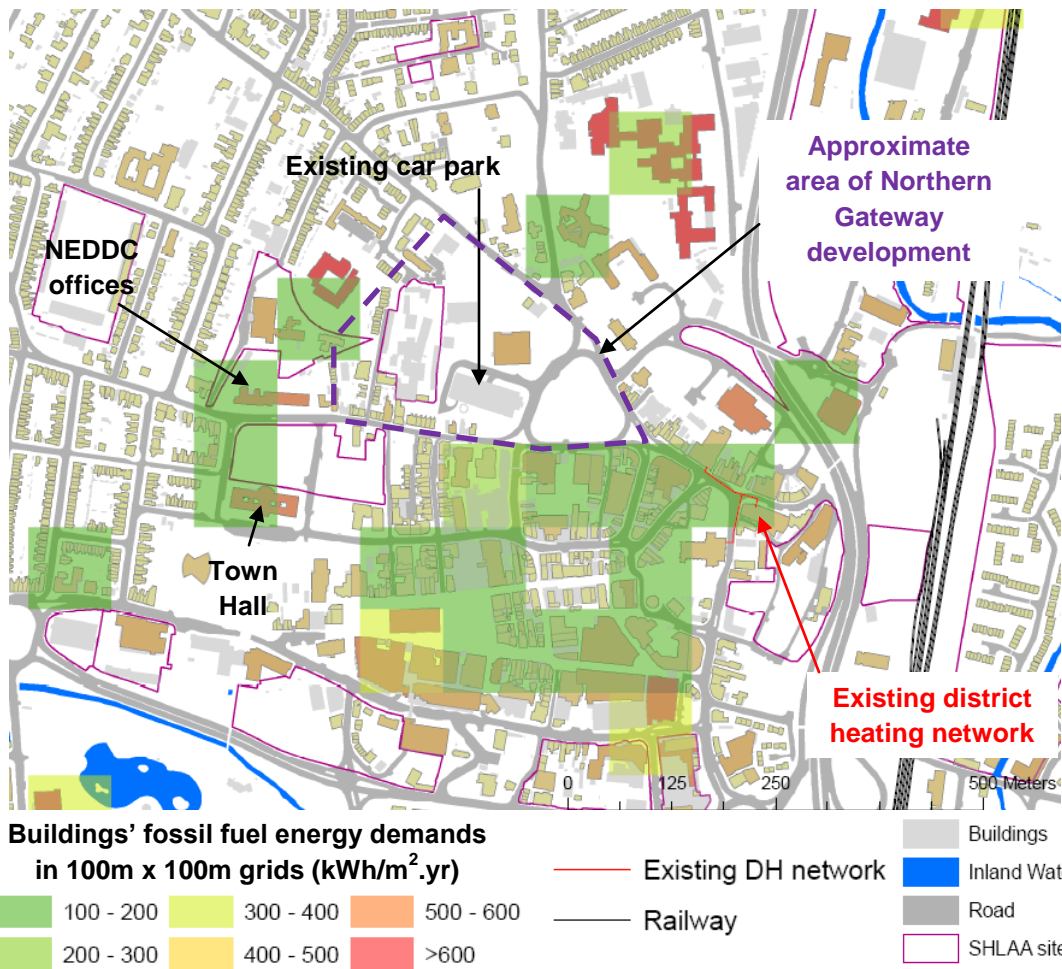 Existing car park
Approximate
area of Northern
Gateway
development
NEDDC
offices
Town
Hall
Existing district
heating network
0 125 250 500 Meters
Buildings' fossil fuel energy demands
in 100m x 100m grids (kWh/m².yr)
100 - 200
300 - 400
500 - 600
200 - 300
400 - 500
>600
Existing DH network
Railway
Buildings
Inland Wat
Road
SHLAA site